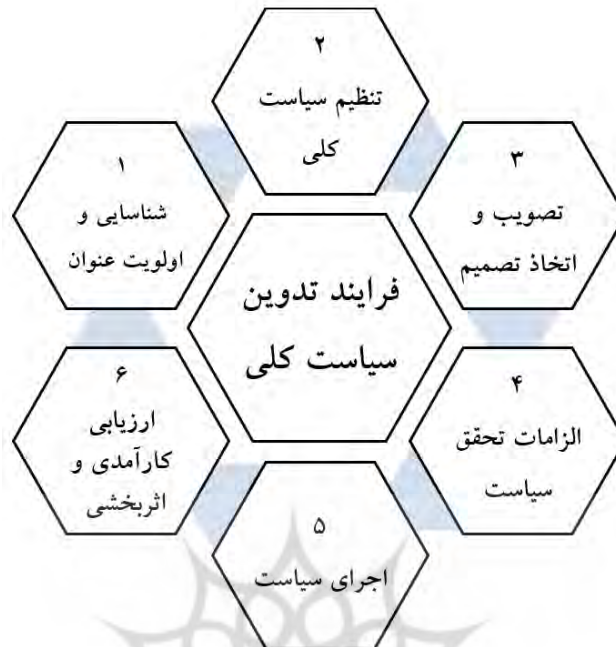 فرایند تدوین
سیاست کلی
۱
شناسایی و
اولویت عنوان
۲
تنظیم سیاست
کلی
۳
تصویب و
اتخاذ تصمیم
۴
الزامات تحقق
سیاست
۵
اجرای سیاست
۶
ارزیابی
کارآمدی و
اثربخشی